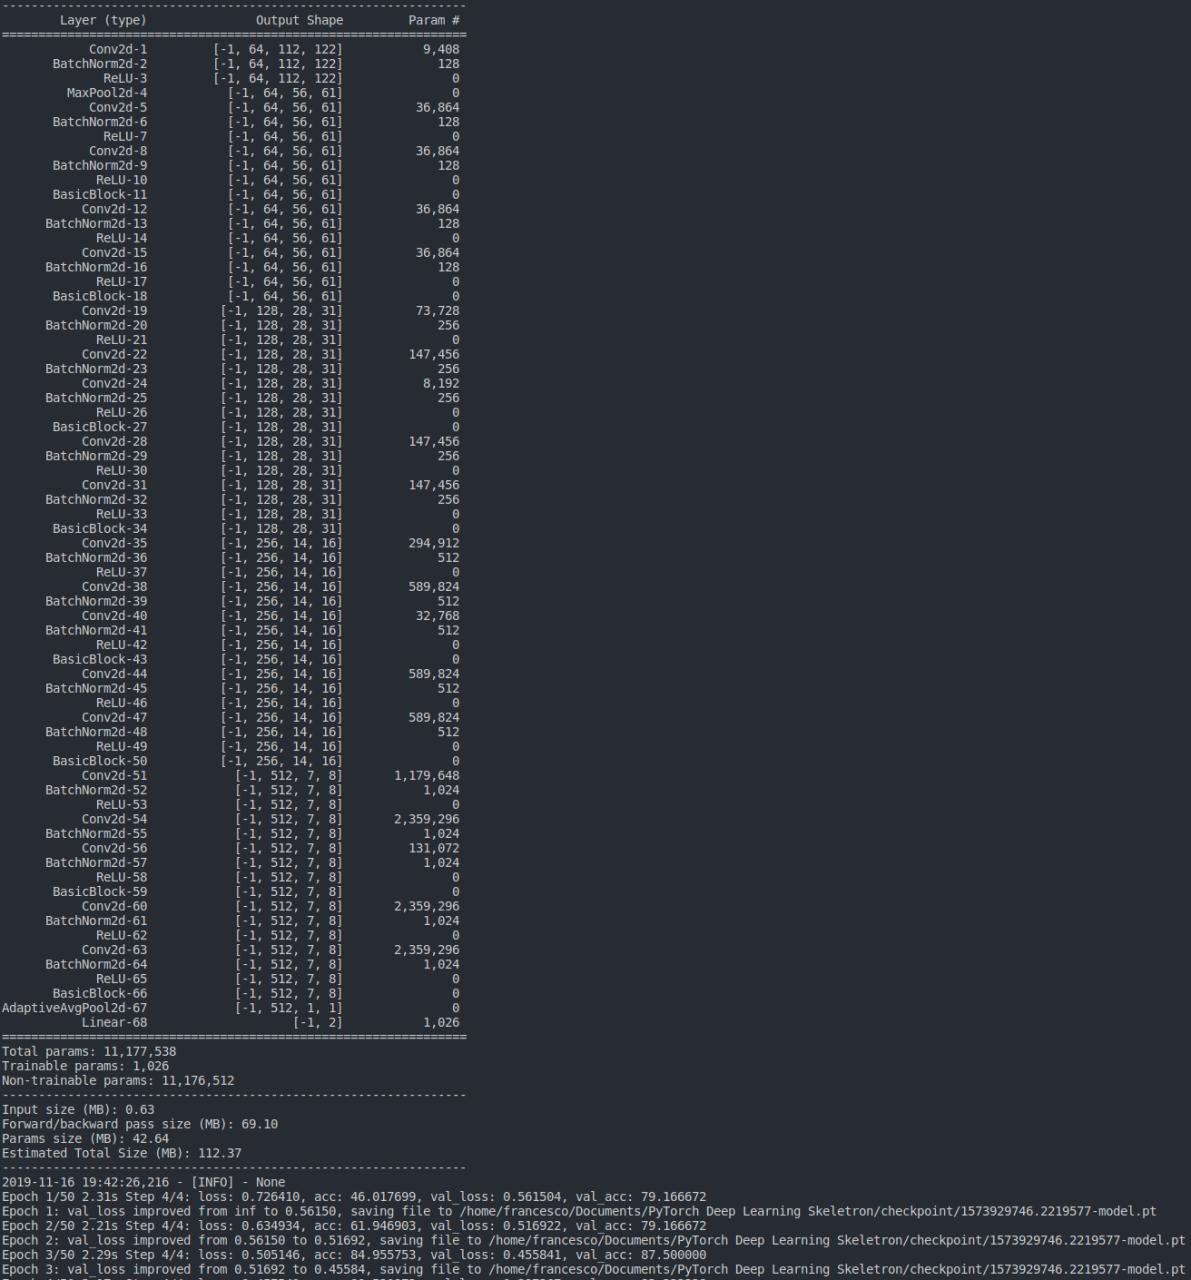 ----------------------------------------------------------------
Layer (type) Output Shape Param #
================================================================
Conv2d-1 [-1, 64, 112, 122] 9,408
BatchNorm2d-2 [-1, 64, 112, 122] 128
ReLU-3 [-1, 64, 112, 122] 0
MaxPool2d-4 [-1, 64, 56, 61] 0
Conv2d-5 [-1, 64, 56, 61] 36,864
BatchNorm2d-6 [-1, 64, 56, 61] 128
ReLU-7 [-1, 64, 56, 61] 0
Conv2d-8 [-1, 64, 56, 61] 36,864
BatchNorm2d-9 [-1, 64, 56, 61] 128
ReLU-10 [-1, 64, 56, 61] 0
BasicBlock-11 [-1, 64, 56, 61] 0
Conv2d-12 [-1, 64, 56, 61] 36,864
BatchNorm2d-13 [-1, 64, 56, 61] 128
ReLU-14 [-1, 64, 56, 61] 0
Conv2d-15 [-1, 64, 56, 61] 36,864
BatchNorm2d-16 [-1, 64, 56, 61] 128
ReLU-17 [-1, 64, 56, 61] 0
BasicBlock-18 [-1, 64, 56, 61] 0
Conv2d-19 [-1, 128, 28, 31] 73,728
BatchNorm2d-20 [-1, 128, 28, 31] 256
ReLU-21 [-1, 128, 28, 31] 0
Conv2d-22 [-1, 128, 28, 31] 147,456
BatchNorm2d-23 [-1, 128, 28, 31] 256
Conv2d-24 [-1, 128, 28, 31] 8,192
BatchNorm2d-25 [-1, 128, 28, 31] 256
ReLU-26 [-1, 128, 28, 31] 0
BasicBlock-27 [-1, 128, 28, 31] 0
Conv2d-28 [-1, 128, 28, 31] 147,456
BatchNorm2d-29 [-1, 128, 28, 31] 256
ReLU-30 [-1, 128, 28, 31] 0
Conv2d-31 [-1, 128, 28, 31] 147,456
BatchNorm2d-32 [-1, 128, 28, 31] 256
ReLU-33 [-1, 128, 28, 31] 0
BasicBlock-34 [-1, 128, 28, 31] 0
Conv2d-35 [-1, 256, 14, 16] 294,912
BatchNorm2d-36 [-1, 256, 14, 16] 512
ReLU-37 [-1, 256, 14, 16] 0
Conv2d-38 [-1, 256, 14, 16] 589,824
BatchNorm2d-39 [-1, 256, 14, 16] 512
Conv2d-40 [-1, 256, 14, 16] 32,768
BatchNorm2d-41 [-1, 256, 14, 16] 512
ReLU-42 [-1, 256, 14, 16] 0
BasicBlock-43 [-1, 256, 14, 16] 0
Conv2d-44 [-1, 256, 14, 16] 589,824
BatchNorm2d-45 [-1, 256, 14, 16] 512
ReLU-46 [-1, 256, 14, 16] 0
Conv2d-47 [-1, 256, 14, 16] 589,824
BatchNorm2d-48 [-1, 256, 14, 16] 512
ReLU-49 [-1, 256, 14, 16] 0
BasicBlock-50 [-1, 256, 14, 16] 0
Conv2d-51 [-1, 512, 7, 8] 1,179,648
BatchNorm2d-52 [-1, 512, 7, 8] 1,024
ReLU-53 [-1, 512, 7, 8] 0
Conv2d-54 [-1, 512, 7, 8] 2,359,296
BatchNorm2d-55 [-1, 512, 7, 8] 1,024
Conv2d-56 [-1, 512, 7, 8] 131,072
BatchNorm2d-57 [-1, 512, 7, 8] 1,024
ReLU-58 [-1, 512, 7, 8] 0
BasicBlock-59 [-1, 512, 7, 8] 0
Conv2d-60 [-1, 512, 7, 8] 2,359,296
BatchNorm2d-61 [-1, 512, 7, 8] 1,024
ReLU-62 [-1, 512, 7, 8] 0
Conv2d-63 [-1, 512, 7, 8] 2,359,296
BatchNorm2d-64 [-1, 512, 7, 8] 1,024
ReLU-65 [-1, 512, 7, 8] 0
BasicBlock-66 [-1, 512, 7, 8] 0
AdaptiveAvgPool2d-67 [-1, 512, 1, 1] 0
Linear-68 [-1, 2] 1,026
================================================================
Total params: 11,177,538
Trainable params: 1,026
Non-trainable params: 11,176,512
----------------------------------------------------------------
Input size (MB): 0.63
Forward/backward pass size (MB): 69.10
Params size (MB): 42.64
Estimated Total Size (MB): 112.37
----------------------------------------------------------------
2019-11-16 19:42:26,216 - [INFO] - None
Epoch 1/50 2.31s Step 4/4: loss: 0.726410, acc: 46.017699, val_loss: 0.561504, val_acc: 79.166672
Epoch 1: val_loss improved from inf to 0.56150, saving file to /home/francesco/Documents/PyTorch Deep Learning Skeletron/checkpoint/1573929746.2219577-model.pt
Epoch 2/50 2.21s Step 4/4: loss: 0.634934, acc: 61.946903, val_loss: 0.516922, val_acc: 79.166672
Epoch 2: val_loss improved from 0.56150 to 0.51692, saving file to /home/francesco/Documents/PyTorch Deep Learning Skeletron/checkpoint/1573929746.2219577-model.pt
Epoch 3/50 2.29s Step 4/4: loss: 0.505146, acc: 84.955753, val_loss: 0.455841, val_acc: 87.500000
Epoch 3: val_loss improved from 0.51692 to 0.45584, saving file to /home/francesco/Documents/PyTorch Deep Learning Skeletron/checkpoint/1573929746.2219577-model.pt